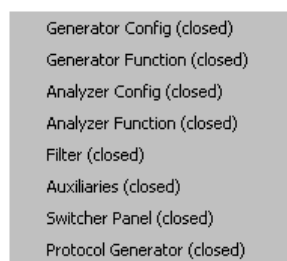 Generator Config (closed)
Generator Function (closed)
Analyzer Config (closed)
Analyzer Function (closed)
Filter (closed)
Auxiliaries (closed)
Switcher Panel (closed)
Protocol Generator (closed)